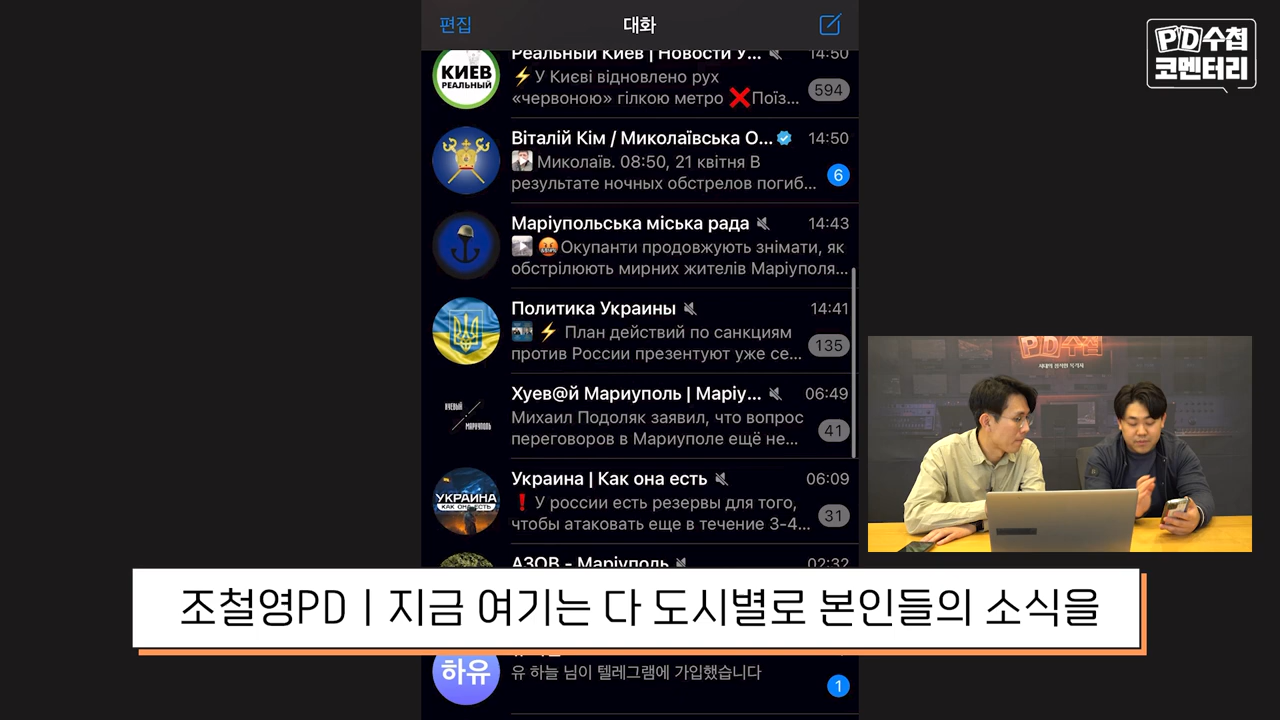 편집
대화
PD수첩
코멘터리
КИЕВ
РЕАЛЬНЫЙ
Реальный Киев | Новости У... 14:50
⚡У Києві відновлено рух
«червоною» гілкою метро ❌Поїз... 594
Віталій Кім / Миколаївська О... 14:50
Миколаїв. 08:50, 21 квітня В
результате ночных обстрелов погиб... 6
Маріупольська міська рада 14:43
🤬Окупанти продовжують знімати, як
обстрілюють мирних жителів Маріуполя...
Политика Украины 14:41
⚡ План действий по санкциям
против России презентуют уже се... 135
Хуев@й Мариуполь | Маріу... 06:49
Михаил Подоляк заявил, что вопрос
переговоров в Мариуполе ещё не... 41
УКРАИНА
КАК ОНА ЕСТЬ
Украина | Как она есть 06:09
❗У россии есть резервы для того,
чтобы атаковать еще в течение 3-4... 31
АЗОВ - Маріуполь 02:32
PD수첩
조철영PD | 지금 여기는 다 도시별로 본인들의 소식을
하유
유 하늘 님이 텔레그램에 가입했습니다
1